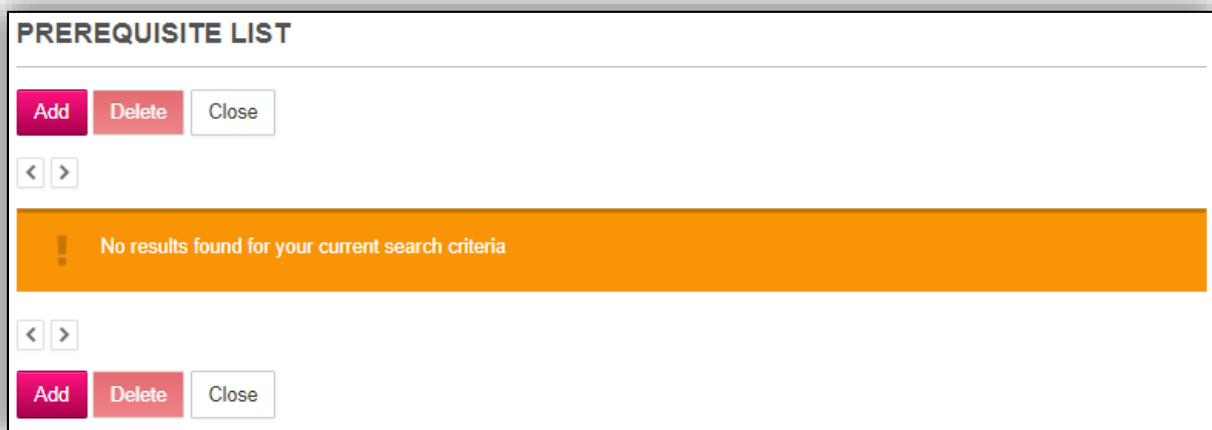 PREREQUISITE LIST
Add Delete Close
No results found for your current search criteria
Add Delete Close